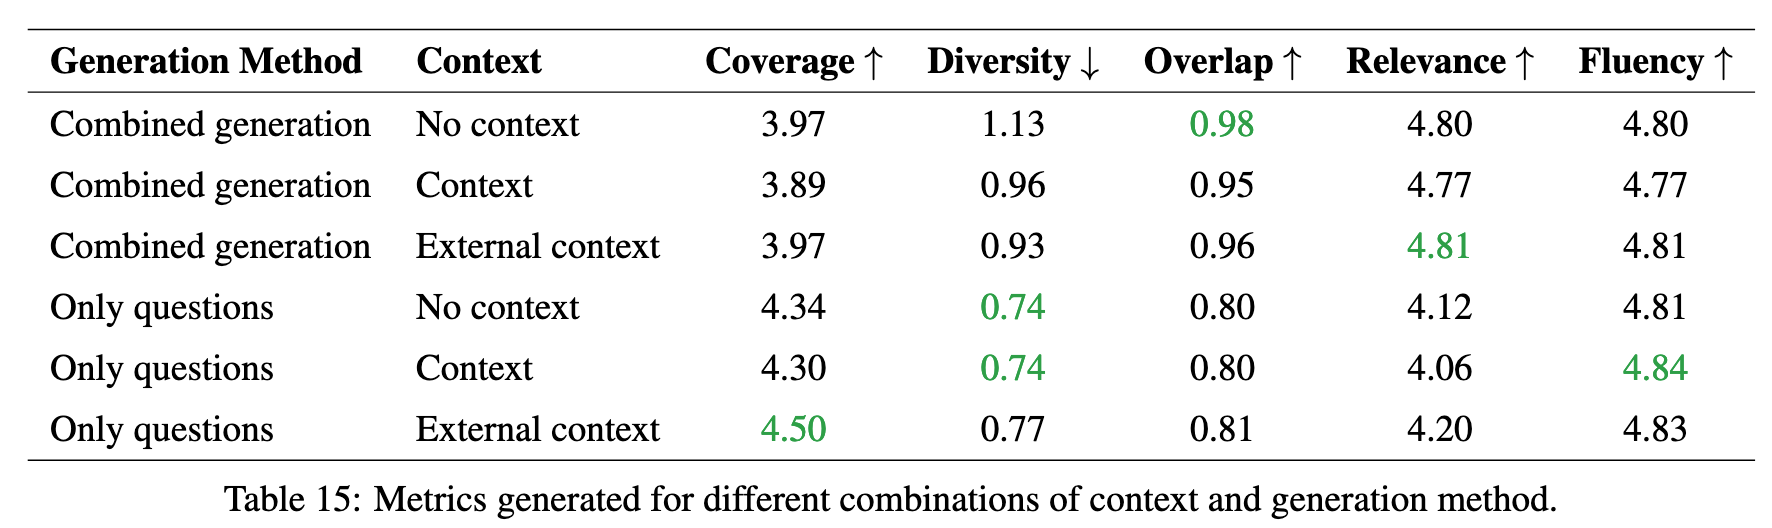 Generation Method Context Coverage ↑ Diversity ↓ Overlap ↑ Relevance ↑ Fluency ↑
Combined generation No context 3.97 1.13 0.98 4.80 4.80
Combined generation Context 3.89 0.96 0.95 4.77 4.77
Combined generation External context 3.97 0.93 0.96 4.81 4.81
Only questions No context 4.34 0.74 0.80 4.12 4.81
Only questions Context 4.30 0.74 0.80 4.06 4.84
Only questions External context 4.50 0.77 0.81 4.20 4.83
Table 15: Metrics generated for different combinations of context and generation method.